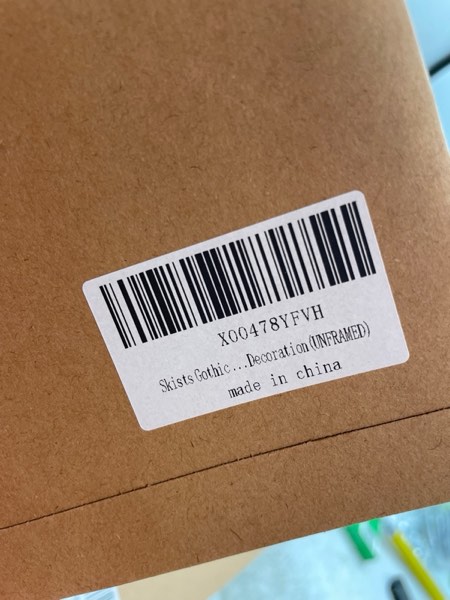 X00478YFVH
Skists Gothic...Decoration(UNFRAMED)
made in china